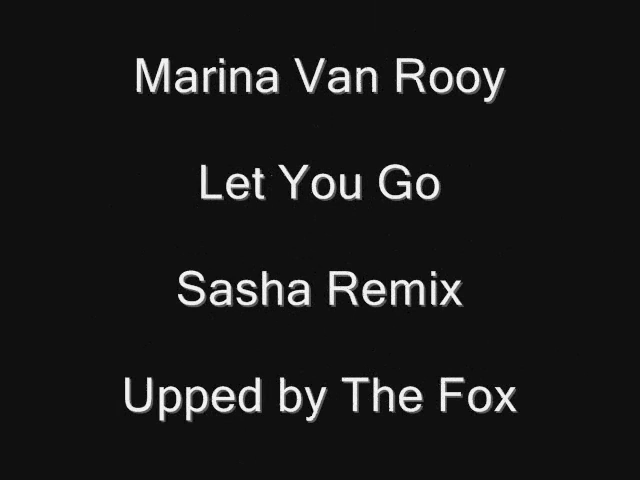 Marina Van Rooy
Let You Go
Sasha Remix
Upped by The Fox